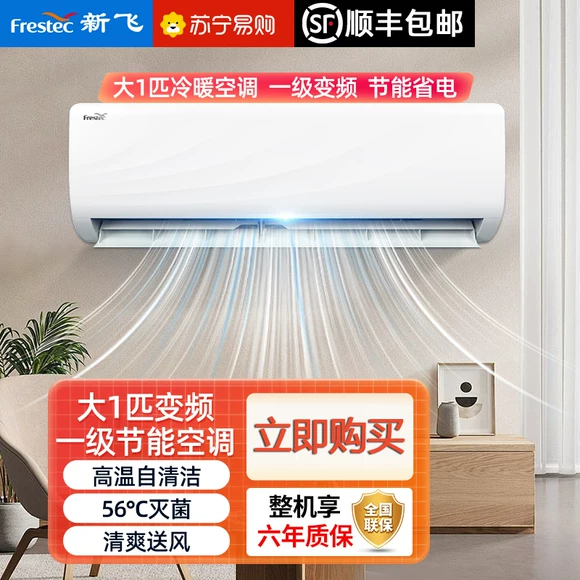 Frestec 新飞 苏宁易购 SF 顺丰包邮
大1匹冷暖空调 一级变频 节能省电
Frestec
大1匹变频
一级节能空调
立即购买
高温自清洁
56℃灭菌
清爽送风
整机享
六年质保
全国
联保